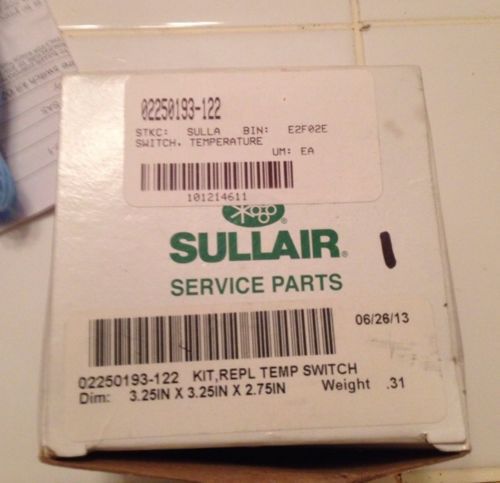 02250193-122
STKC: SULLA BIN: E2F02E
SWITCH, TEMPERATURE
UM: EA
101214611
SULLAIR®
SERVICE PARTS
06/26/13
02250193-122 KIT,REPL TEMP SWITCH
Dim: 3.25IN X 3.25IN X 2.75IN Weight .31